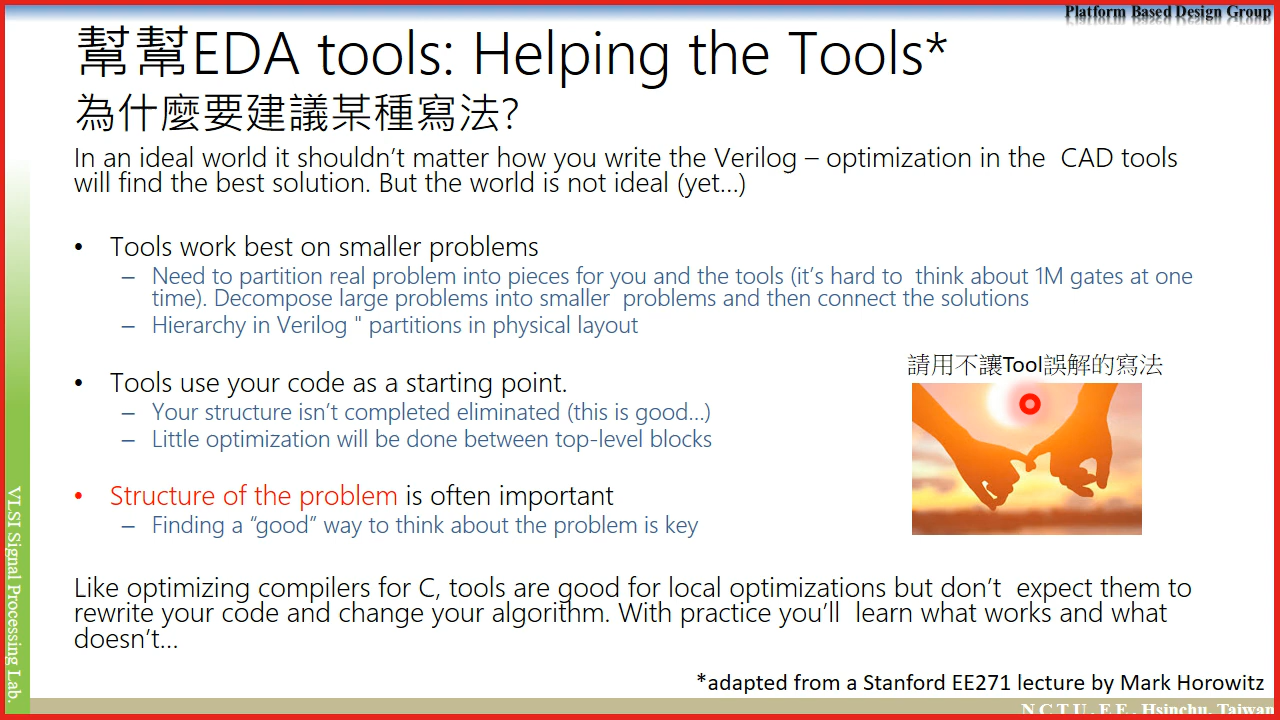 Platform Based Design Group
幫幫EDA tools: Helping the Tools*
為什麼要建議某種寫法?
In an ideal world it shouldn't matter how you write the Verilog – optimization in the CAD tools
will find the best solution. But the world is not ideal (yet…)
• Tools work best on smaller problems
– Need to partition real problem into pieces for you and the tools (it's hard to think about 1M gates at one
time). Decompose large problems into smaller problems and then connect the solutions
– Hierarchy in Verilog " partitions in physical layout
• Tools use your code as a starting point.
– Your structure isn't completed eliminated (this is good…)
– Little optimization will be done between top-level blocks
請用不讓Tool誤解的寫法
• Structure of the problem is often important
– Finding a "good" way to think about the problem is key
Like optimizing compilers for C, tools are good for local optimizations but don't expect them to
rewrite your code and change your algorithm. With practice you'll learn what works and what
doesn't…
*adapted from a Stanford EE271 lecture by Mark Horowitz
VLSI Signal Processing Lab.
N C T U . E E . Hsinchu. Taiwan